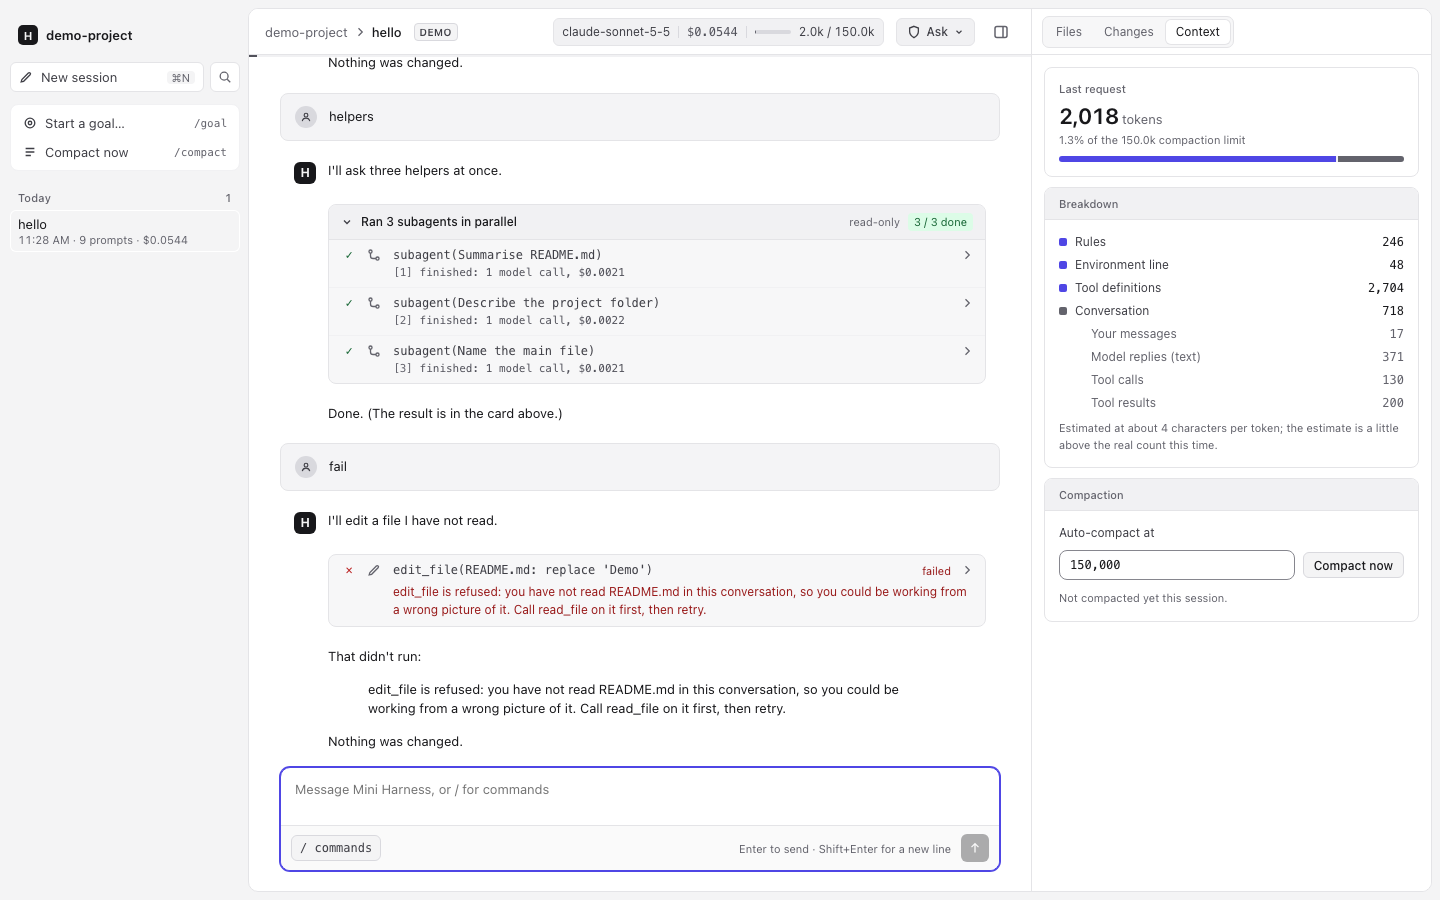 H demo-project
New session ⌘N
Start a goal... /goal
Compact now /compact
Today 1
hello
11:28 AM · 9 prompts · $0.0544
demo-project > hello DEMO
claude-sonnet-5-5 $0.0544 2.0k / 150.0k
Ask
Nothing was changed.
helpers
H I'll ask three helpers at once.
Ran 3 subagents in parallel read-only 3 / 3 done
✓ subagent(Summarise README.md)
[1] finished: 1 model call, $0.0021
✓ subagent(Describe the project folder)
[2] finished: 1 model call, $0.0022
✓ subagent(Name the main file)
[3] finished: 1 model call, $0.0021
Done. (The result is in the card above.)
fail
H I'll edit a file I have not read.
× edit_file(README.md: replace 'Demo') failed
edit_file is refused: you have not read README.md in this conversation, so you could be working from
a wrong picture of it. Call read_file on it first, then retry.
That didn't run:
edit_file is refused: you have not read README.md in this conversation, so you could be
working from a wrong picture of it. Call read_file on it first, then retry.
Nothing was changed.
Message Mini Harness, or / for commands
/ commands
Enter to send · Shift+Enter for a new line
Files Changes Context
Last request
2,018 tokens
1.3% of the 150.0k compaction limit
Breakdown
Rules 246
Environment line 48
Tool definitions 2,704
Conversation 718
Your messages 17
Model replies (text) 371
Tool calls 130
Tool results 200
Estimated at about 4 characters per token; the estimate is a little
above the real count this time.
Compaction
Auto-compact at
150,000 Compact now
Not compacted yet this session.